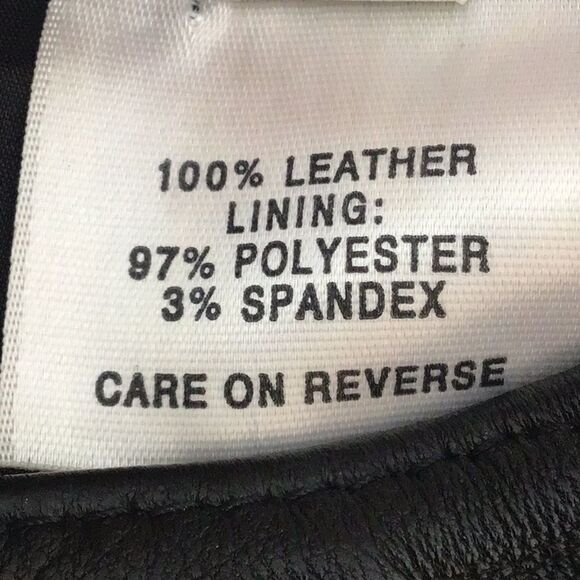 100% LEATHER
LINING:
97% POLYESTER
3% SPANDEX
CARE ON REVERSE